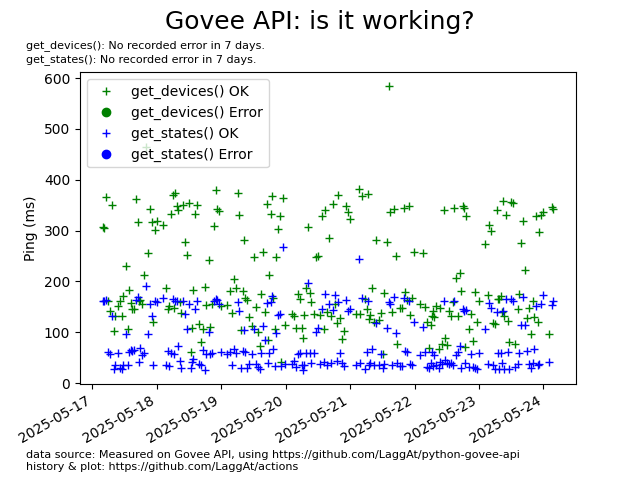 Govee API: is it working?
get_devices(): No recorded error in 7 days.
get_states(): No recorded error in 7 days.
get_devices() OK
get_devices() Error
get_states() OK
get_states() Error
Ping (ms)
600
500
400
300
200
100
0
2025-05-17
2025-05-18
2025-05-19
2025-05-20
2025-05-21
2025-05-22
2025-05-23
2025-05-24
data source: Measured on Govee API, using https://github.com/LaggAt/python-govee-api
history & plot: https://github.com/LaggAt/actions